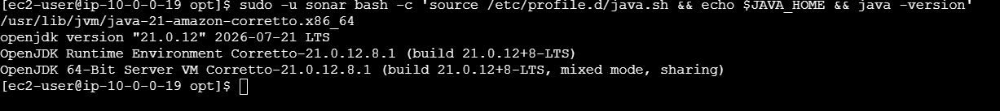 [ec2-user@ip-10-0-0-19 opt]$ sudo -u sonar bash -c 'source /etc/profile.d/java.sh && echo $JAVA_HOME && java -version'
/usr/lib/jvm/java-21-amazon-corretto.x86_64
openjdk version "21.0.12" 2026-07-21 LTS
OpenJDK Runtime Environment Corretto-21.0.12.8.1 (build 21.0.12+8-LTS)
OpenJDK 64-Bit Server VM Corretto-21.0.12.8.1 (build 21.0.12+8-LTS, mixed mode, sharing)
[ec2-user@ip-10-0-0-19 opt]$